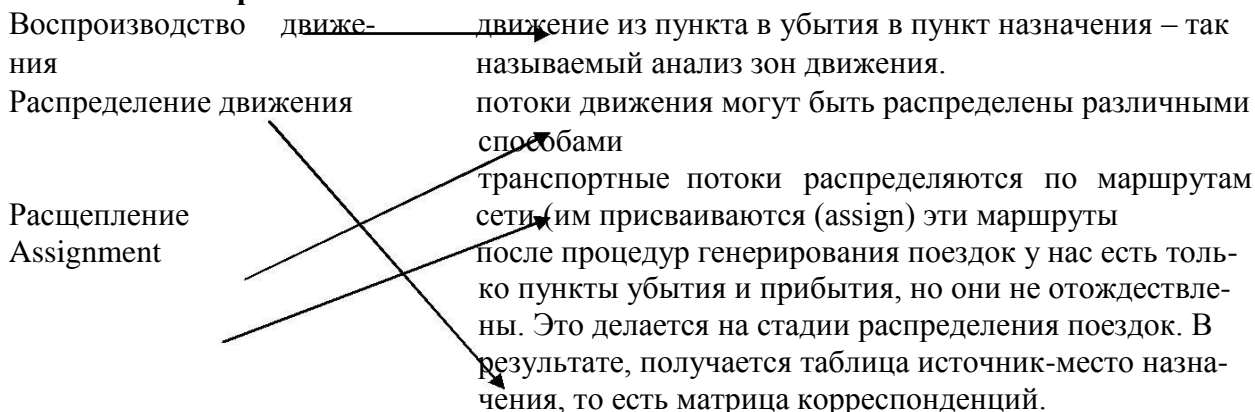 Воспроизводство движе-
ния
Распределение движения
Расщепление
Assignment
движение из пункта в убытия в пункт назначения – так
называемый анализ зон движения.
потоки движения могут быть распределены различными
способами
транспортные потоки распределяются по маршрутам
сети (им присваиваются (assign) эти маршруты
после процедур генерирования поездок у нас есть толь-
ко пункты убытия и прибытия, но они не отождествле-
ны. Это делается на стадии распределения поездок. В
результате, получается таблица источник-место назна-
чения, то есть матрица корреспонденций.